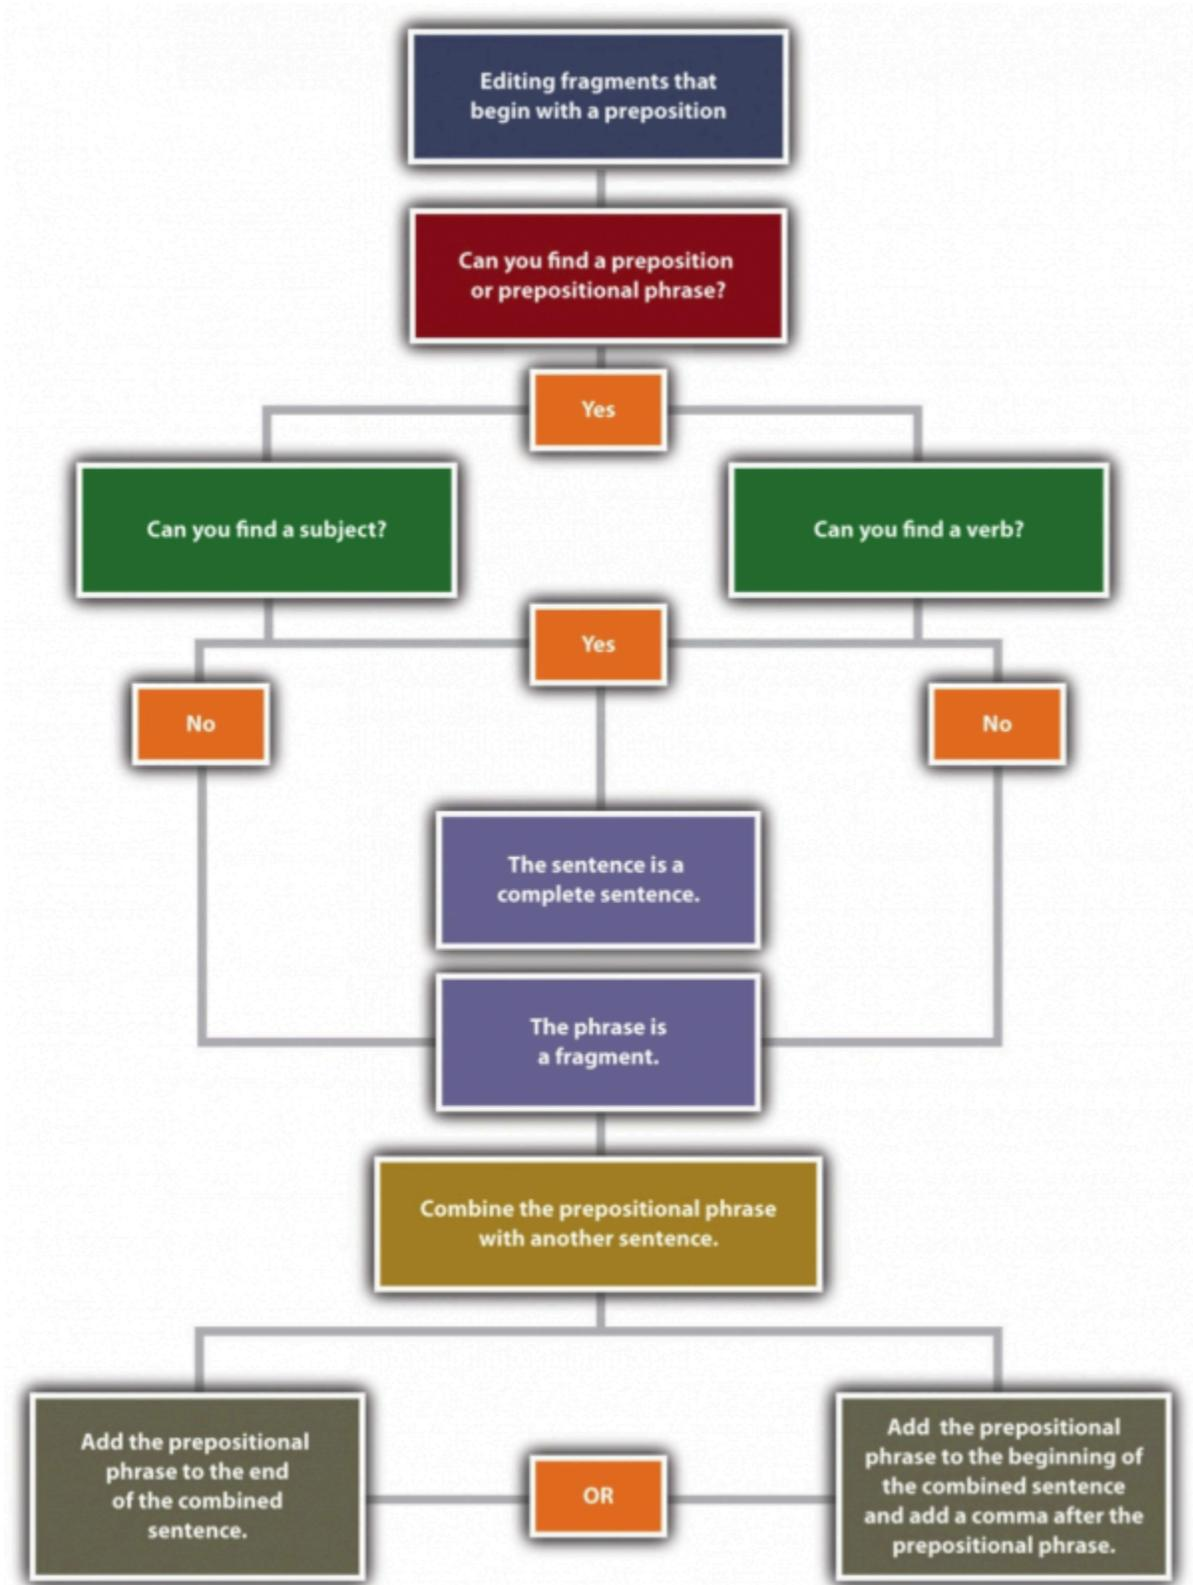 Editing fragments that
begin with a preposition
Can you find a preposition
or prepositional phrase?
Yes
Can you find a subject?
Can you find a verb?
Yes
No
No
The sentence is a
complete sentence.
The phrase is
a fragment.
Combine the prepositional phrase
with another sentence.
Add the prepositional
phrase to the end
of the combined
sentence.
OR
Add the prepositional
phrase to the beginning of
the combined sentence
and add a comma after the
prepositional phrase.